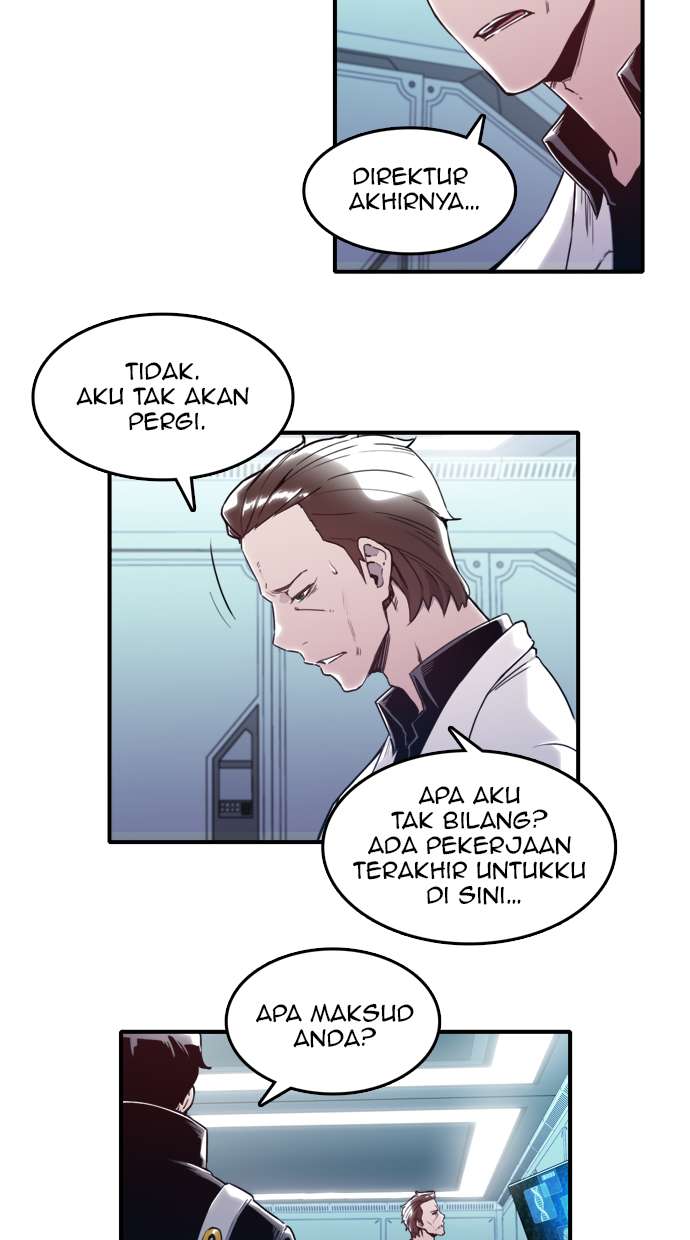 DIREKTUR
AKHIRNYA...
TIDAK.
AKU TAK AKAN
PERGI.
APA AKU
TAK BILANG?
ADA PEKERJAAN
TERAKHIR UNTUKKU
DI SINI...
APA MAKSUD
ANDA?